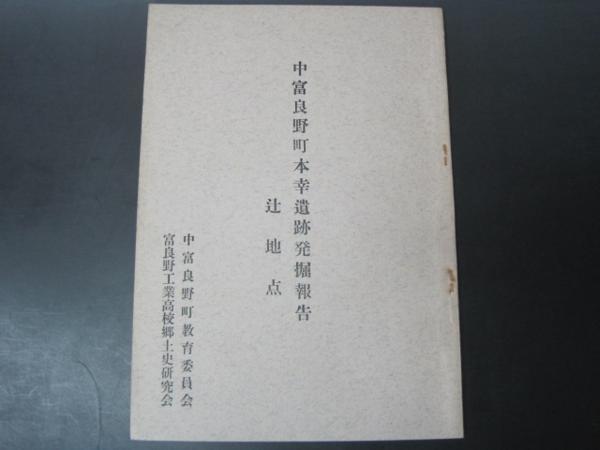 中富良野町本幸遺跡発掘報告
辻地点
中富良野町教育委員会
富良野工業高校郷土史研究会